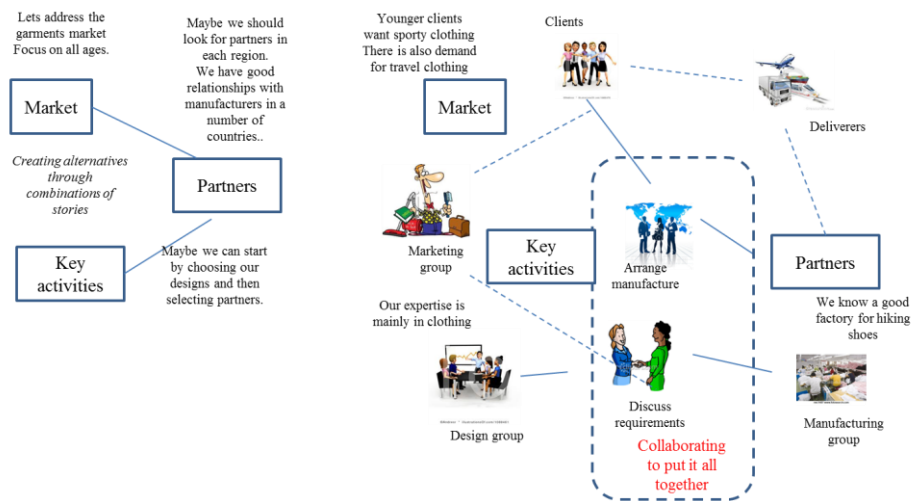 Lets address the
garments market
Focus on all ages.
Maybe we should
look for partners in
each region.
We have good
relationships with
manufacturers in a
number of
countries..
Market
Creating alternatives
through
combinations of
stories
Partners
Key
activities
Maybe we can start
by choosing our
designs and then
selecting partners.
Younger clients
want sporty clothing
There is also demand
for travel clothing
Clients
Market
Deliverers
Marketing
group
Key
activities
Arrange
manufacture
Partners
Our expertise is
mainly in clothing
We know a good
factory for hiking
shoes
Design group
Discuss
requirements
Manufacturing
group
Collaborating
to put it all
together